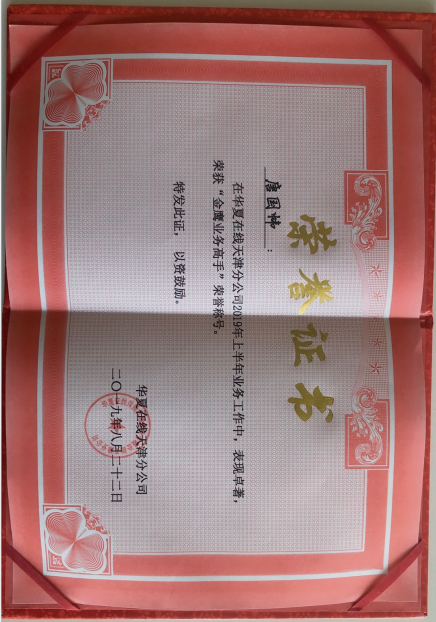 荣誉证书
唐国帅：
在华夏在线天津分公司2019年上半年业务工作中，表现卓著，
荣获“金鹰业务高手”荣誉称号。
特发此证，以资鼓励。
华夏在线天津分公司
二〇一九年八月二十二日